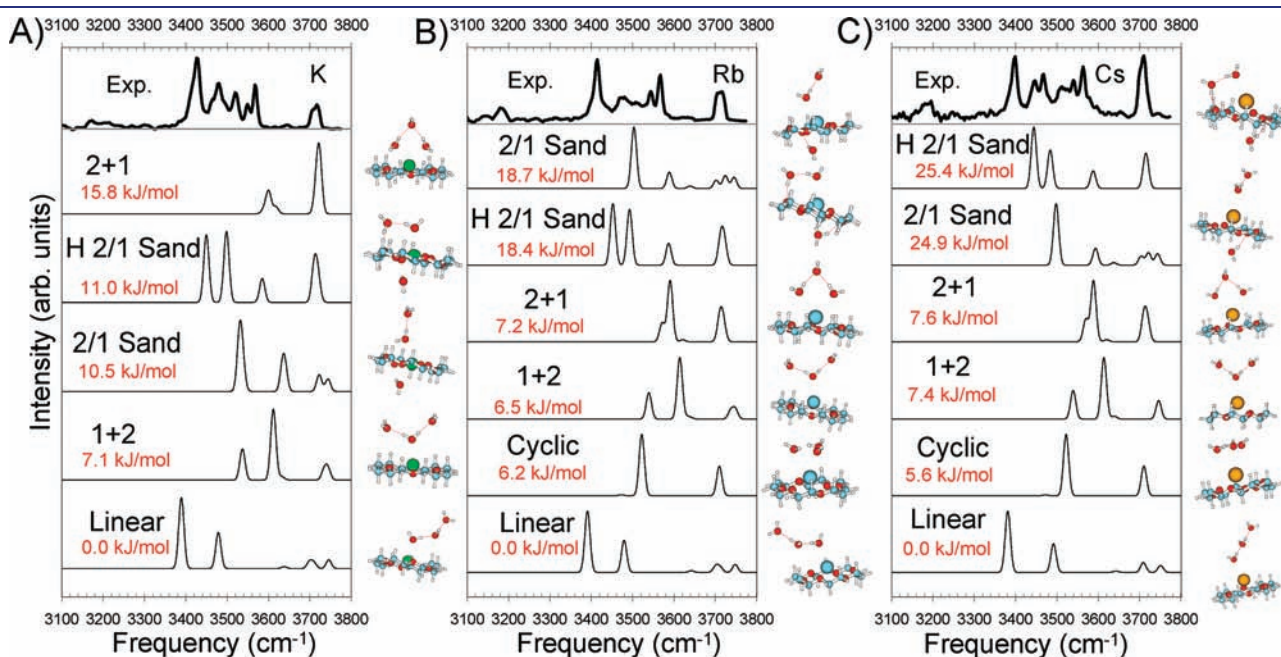 3100 3200 3300 3400 3500 3600 3700 3800
A)
Exp.
K
2+1
15.8 kJ/mol
H 2/1 Sand
11.0 kJ/mol
2/1 Sand
10.5 kJ/mol
1+2
7.1 kJ/mol
Linear
0.0 kJ/mol
3100 3200 3300 3400 3500 3600 3700 3800
Frequency (cm-1)
Intensity (arb. units)
3100 3200 3300 3400 3500 3600 3700 3800
B)
Exp.
Rb
2/1 Sand
18.7 kJ/mol
H 2/1 Sand
18.4 kJ/mol
2+1
7.2 kJ/mol
1+2
6.5 kJ/mol
Cyclic
6.2 kJ/mol
Linear
0.0 kJ/mol
3100 3200 3300 3400 3500 3600 3700 3800
Frequency (cm-1)
3100 3200 3300 3400 3500 3600 3700 3800
C)
Exp.
Cs
H 2/1 Sand
25.4 kJ/mol
2/1 Sand
24.9 kJ/mol
2+1
7.6 kJ/mol
1+2
7.4 kJ/mol
Cyclic
5.6 kJ/mol
Linear
0.0 kJ/mol
3100 3200 3300 3400 3500 3600 3700 3800
Frequency (cm-1)